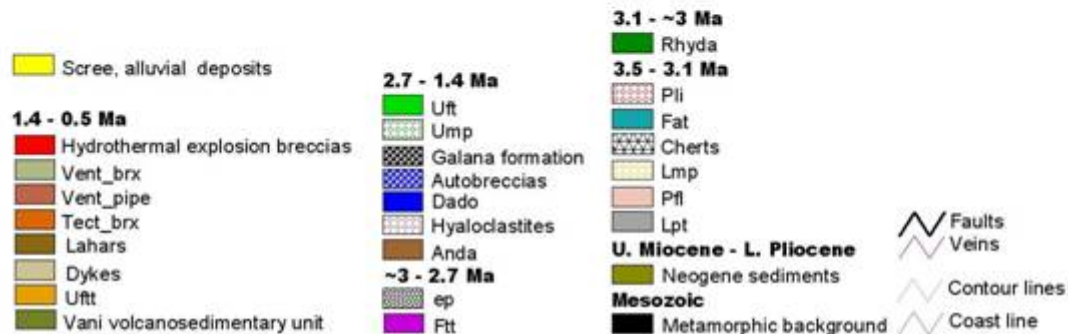 Scree, alluvial deposits
1.4 - 0.5 Ma
Hydrothermal explosion breccias
Vent_brx
Vent_pipe
Tect_brx
Lahars
Dykes
Uftt
Vani volcanosedimentary unit
2.7 - 1.4 Ma
Uft
Ump
Galana formation
Autobreccias
Dado
Hyaloclastites
Anda
~3 - 2.7 Ma
ep
Ftt
3.1 - ~3 Ma
Rhyda
3.5 - 3.1 Ma
Pli
Fat
Cherts
Lmp
Pfl
Lpt
U. Miocene - L. Pliocene
Neogene sediments
Mesozoic
Metamorphic background
Faults
Veins
Contour lines
Coast line